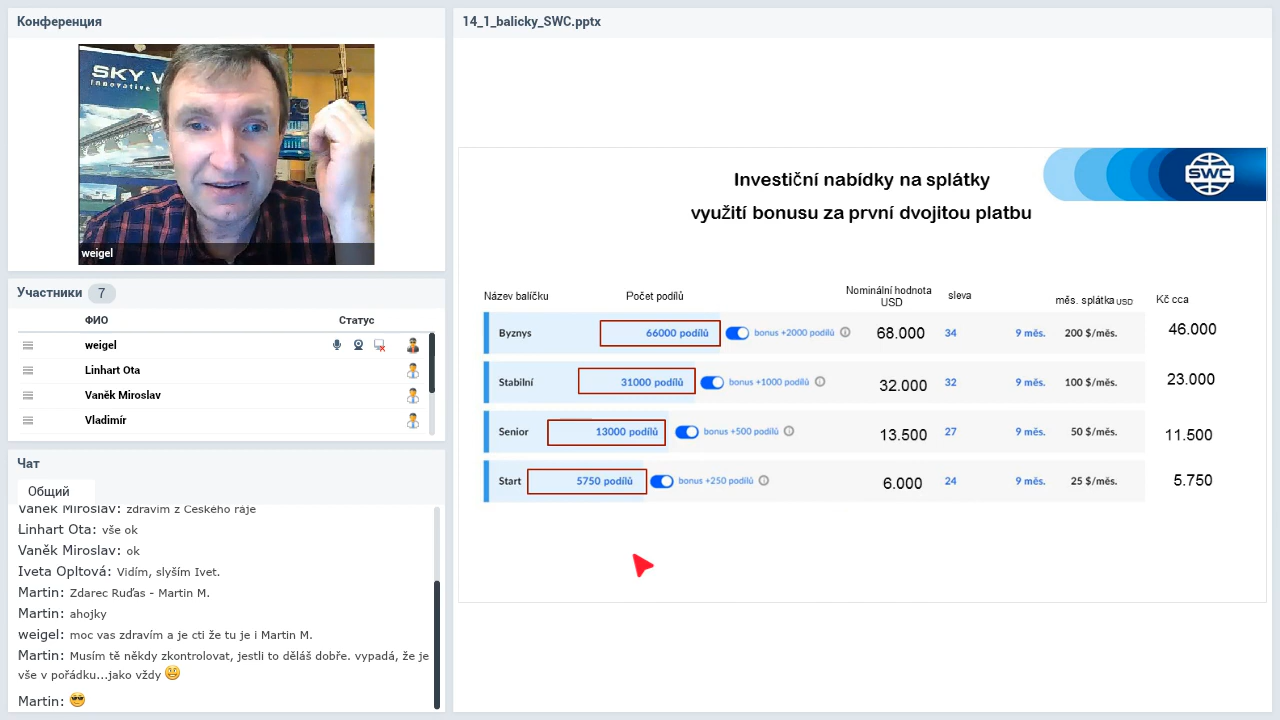 Конференция
SKY W
Innovative
weigel
Участники 7
ФИО Статус
weigel
Linhart Ota
Vaněk Miroslav
Vladimír
Чат
Общий
Vaněk Miroslav: zdravím z Českého ráje
Linhart Ota: vše ok
Vaněk Miroslav: ok
Iveta Opltová: Vidím, slyším Ivet.
Martin: Zdarec Ruďas - Martin M.
Martin: ahojky
weigel: moc vas zdravím a je cti že tu je i Martin M.
Martin: Musím tě někdy zkontrolovat, jestli to děláš dobře. vypadá, že je
vše v pořádku...jako vždy
Martin:
14_1_balicky_SWC.pptx
SWC
Investiční nabídky na splátky
využití bonusu za první dvojitou platbu
Název balíčku Počet podílů Nominální hodnota USD sleva měs. splátka USD Kč cca
Byznys 66000 podílů bonus +2000 podílů 68.000 34 9 měs. 200 $/měs. 46.000
Stabilní 31000 podílů bonus +1000 podílů 32.000 32 9 měs. 100 $/měs. 23.000
Senior 13000 podílů bonus +500 podílů 13.500 27 9 měs. 50 $/měs. 11.500
Start 5750 podílů bonus +250 podílů 6.000 24 9 měs. 25 $/měs. 5.750